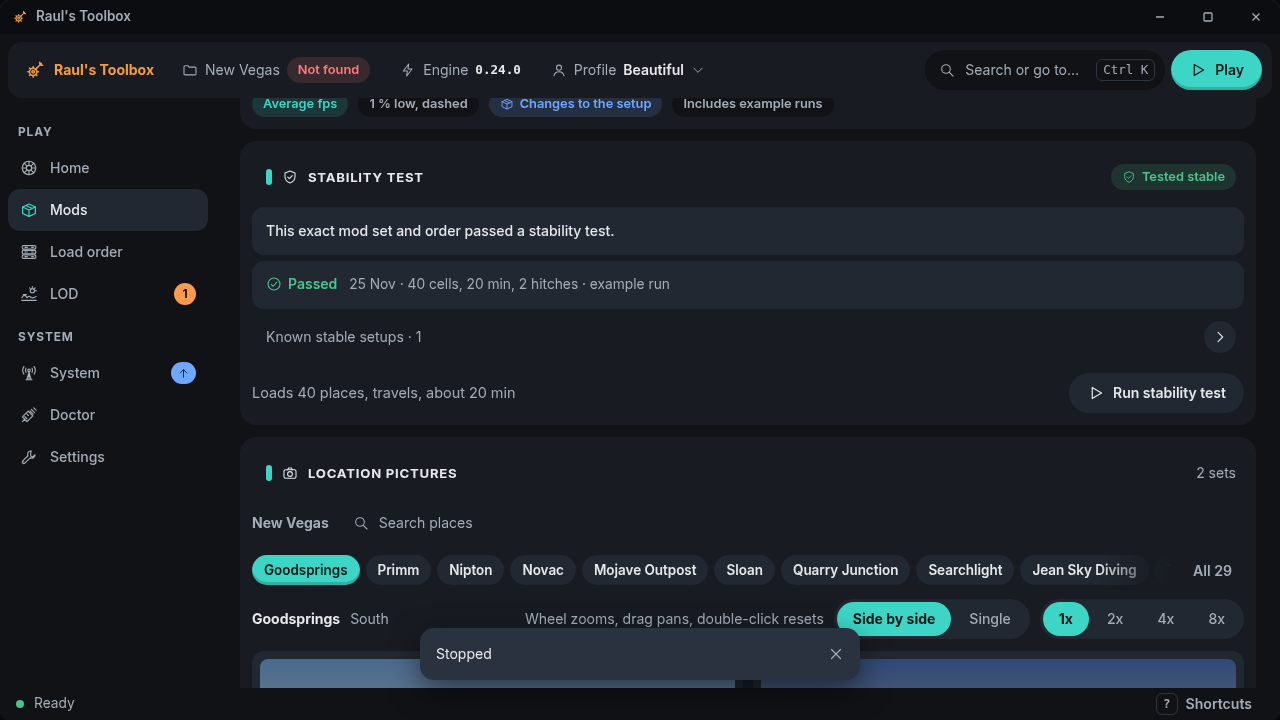 Raul's Toolbox
Raul's Toolbox New Vegas Not found Engine 0.24.0 Profile Beautiful Search or go to... Ctrl K Play
Average fps 1 % low, dashed Changes to the setup Includes example runs
PLAY
Home
Mods
Load order
LOD 1
SYSTEM
System
Doctor
Settings
STABILITY TEST Tested stable
This exact mod set and order passed a stability test.
Passed 25 Nov · 40 cells, 20 min, 2 hitches · example run
Known stable setups · 1
Loads 40 places, travels, about 20 min Run stability test
LOCATION PICTURES 2 sets
New Vegas Search places
Goodsprings Primm Nipton Novac Mojave Outpost Sloan Quarry Junction Searchlight Jean Sky Diving All 29
Goodsprings South Wheel zooms, drag pans, double-click resets Side by side Single 1x 2x 4x 8x
Stopped
Ready ? Shortcuts